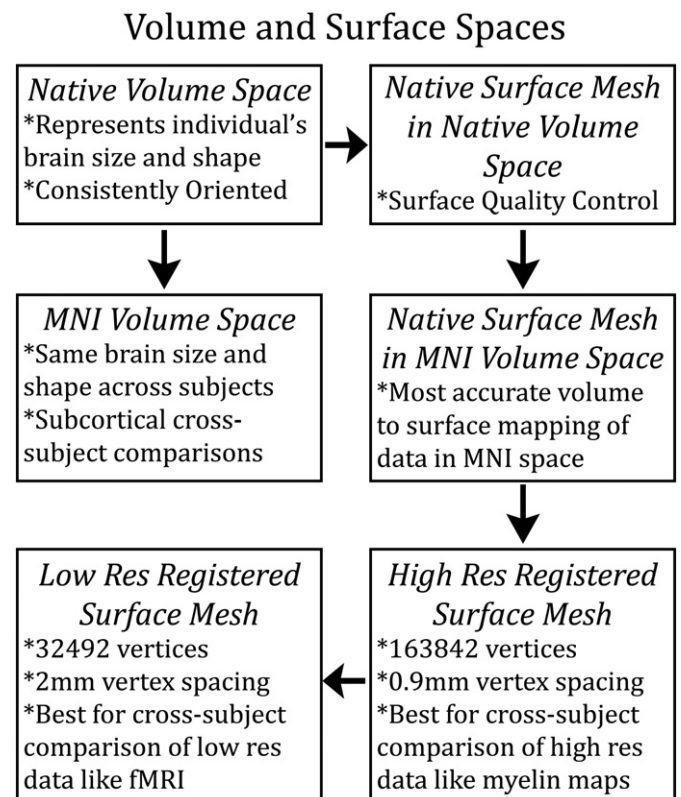 Volume and Surface Spaces
Native Volume Space
*Represents individual's
brain size and shape
*Consistently Oriented
Native Surface Mesh
in Native Volume
Space
*Surface Quality Control
MNI Volume Space
*Same brain size and
shape across subjects
*Subcortical cross-
subject comparisons
Native Surface Mesh
in MNI Volume Space
*Most accurate volume
to surface mapping of
data in MNI space
Low Res Registered
Surface Mesh
*32492 vertices
*2mm vertex spacing
*Best for cross-subject
comparison of low res
data like fMRI
High Res Registered
Surface Mesh
*163842 vertices
*0.9mm vertex spacing
*Best for cross-subject
comparison of high res
data like myelin maps